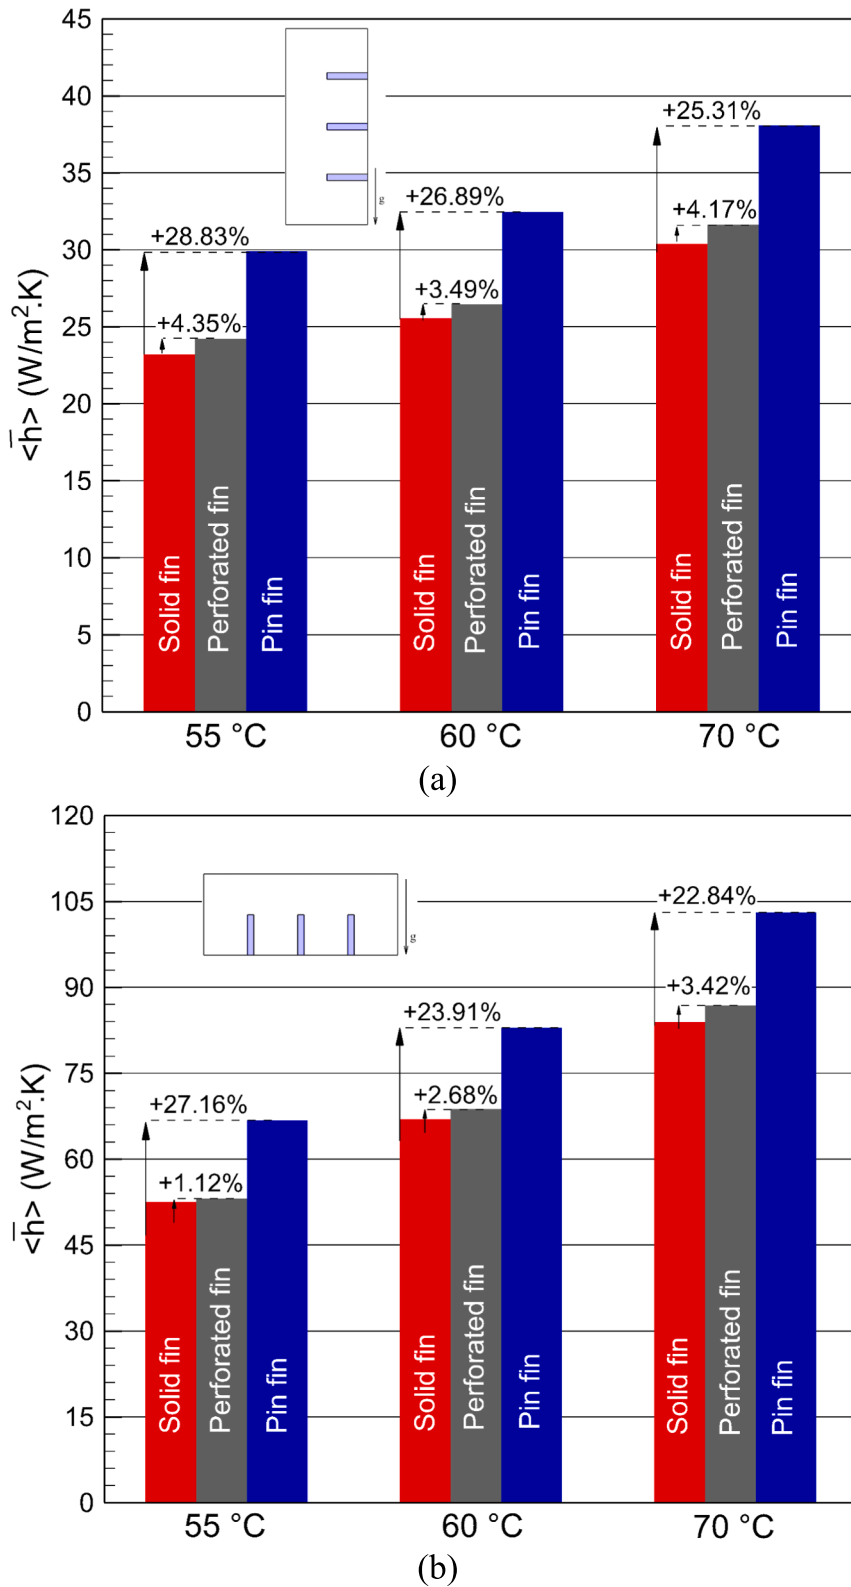 45
40
35
30
25
20
15
10
5
0
<h̅> (W/m².K)
g
+28.83%
+4.35%
+26.89%
+3.49%
+25.31%
+4.17%
Solid fin
Perforated fin
Pin fin
Solid fin
Perforated fin
Pin fin
Solid fin
Perforated fin
Pin fin
55 °C
60 °C
70 °C
(a)
120
105
90
75
60
45
30
15
0
<h̅> (W/m².K)
g
+27.16%
+1.12%
+23.91%
+2.68%
+22.84%
+3.42%
Solid fin
Perforated fin
Pin fin
Solid fin
Perforated fin
Pin fin
Solid fin
Perforated fin
Pin fin
55 °C
60 °C
70 °C
(b)